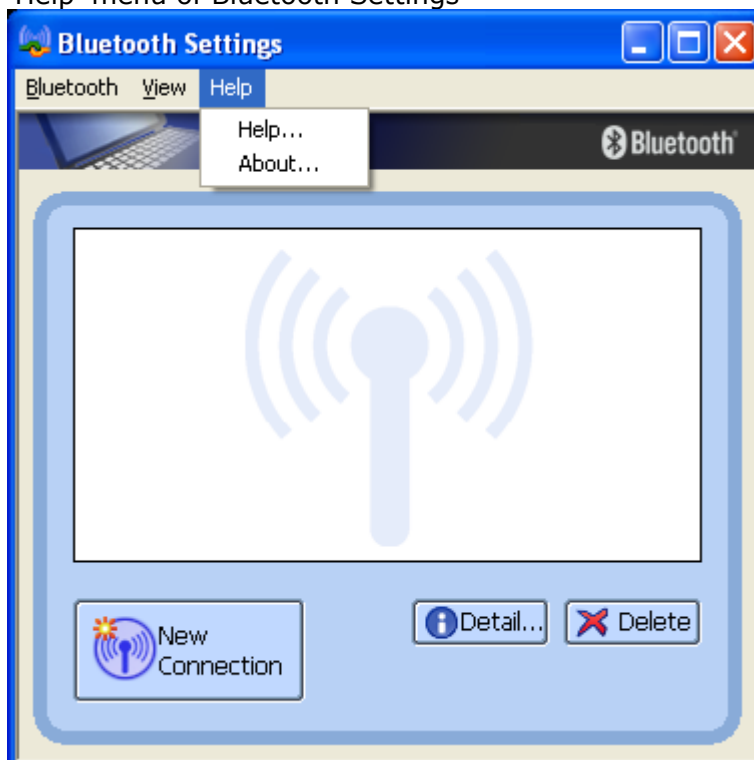 "Help" menu of Bluetooth Settings
Bluetooth Settings
Bluetooth View Help
Help...
About...
Bluetooth
New
Connection
Detail...
Delete